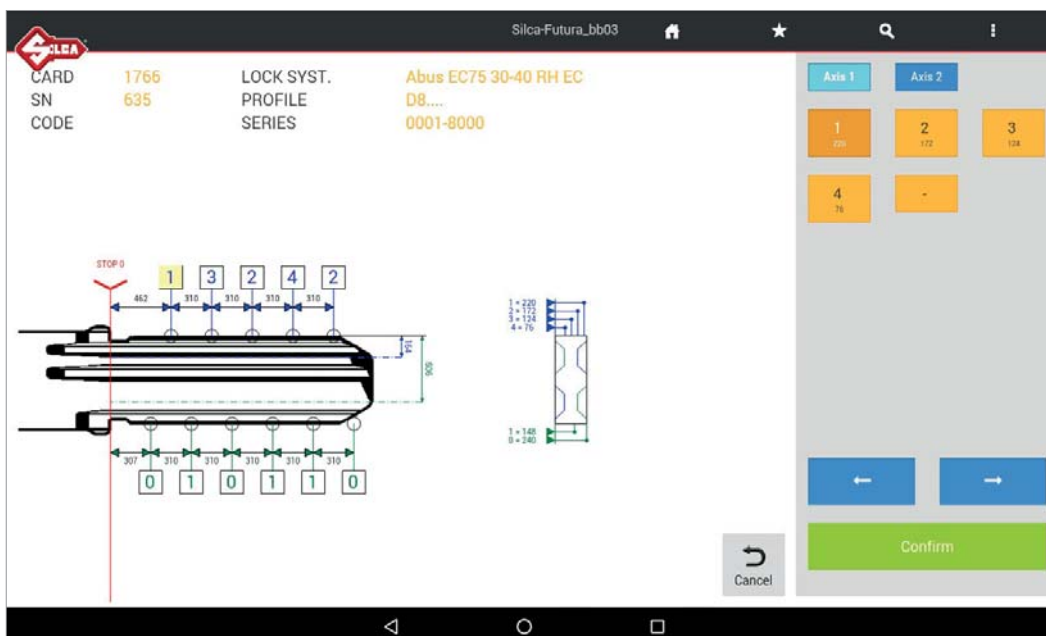 Silca-Futura_bb03
SILCA
CARD 1766 LOCK SYST. Abus EC75 30-40 RH EC
SN 635 PROFILE D8....
CODE SERIES 0001-8000
Axis 1 Axis 2
1 2 3
220 172 124
4 -
76
STOP 0
1 3 2 4 2
462 310 310 310 310
164
606
307 310 310 310 310 310
0 1 0 1 1 0
1 = 220
2 = 172
3 = 124
4 = 76
1 = 148
0 = 240
← →
Confirm
Cancel